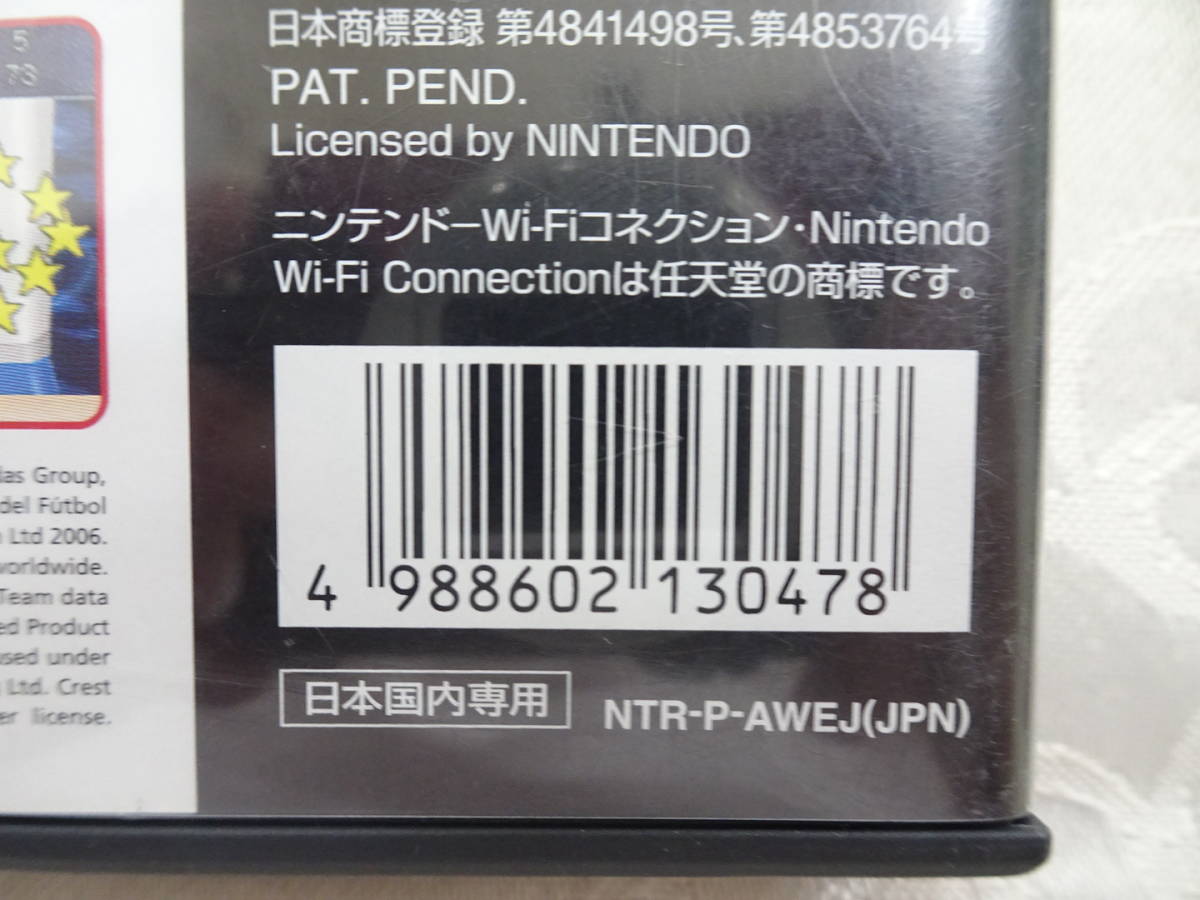 5
73
das Group,
del Fútbol
Ltd 2006.
worldwide.
Team data
ed Product
used under
Ltd. Crest
er license.
日本商標登録 第4841498号、第4853764号
PAT. PEND.
Licensed by NINTENDO
ニンテンドーWi-Fiコネクション・Nintendo
Wi-Fi Connectionは任天堂の商標です。
4 988602 130478
日本国内専用
NTR-P-AWEJ(JPN)